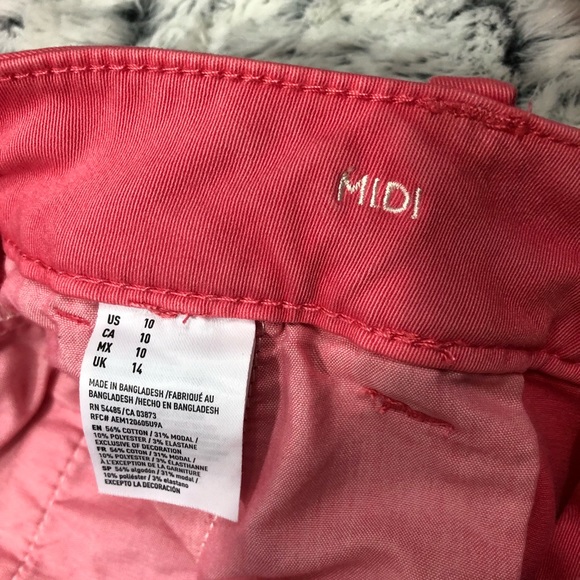 MIDI
US 10
CA 10
MX 10
UK 14
MADE IN BANGLADESH /FABRIQUÉ AU
BANGLADESH/HECHO EN BANGLADESH
RN 54485/CA 03873
RFC# AEM120605U9A
EN 56% COTTON / 31% MODAL /
10% POLYESTER / 3% ELASTANE
EXCLUSIVE OF DECORATION
FR 56% COTON / 31% MODAL /
10% POLYESTER / 3% ÉLASTHANNE
À L'EXCEPTION DE LA GARNITURE
SP 56% algodón / 31% modal /
10% poliéster / 3% elastano
EXCEPTO LA DECORACIÓN